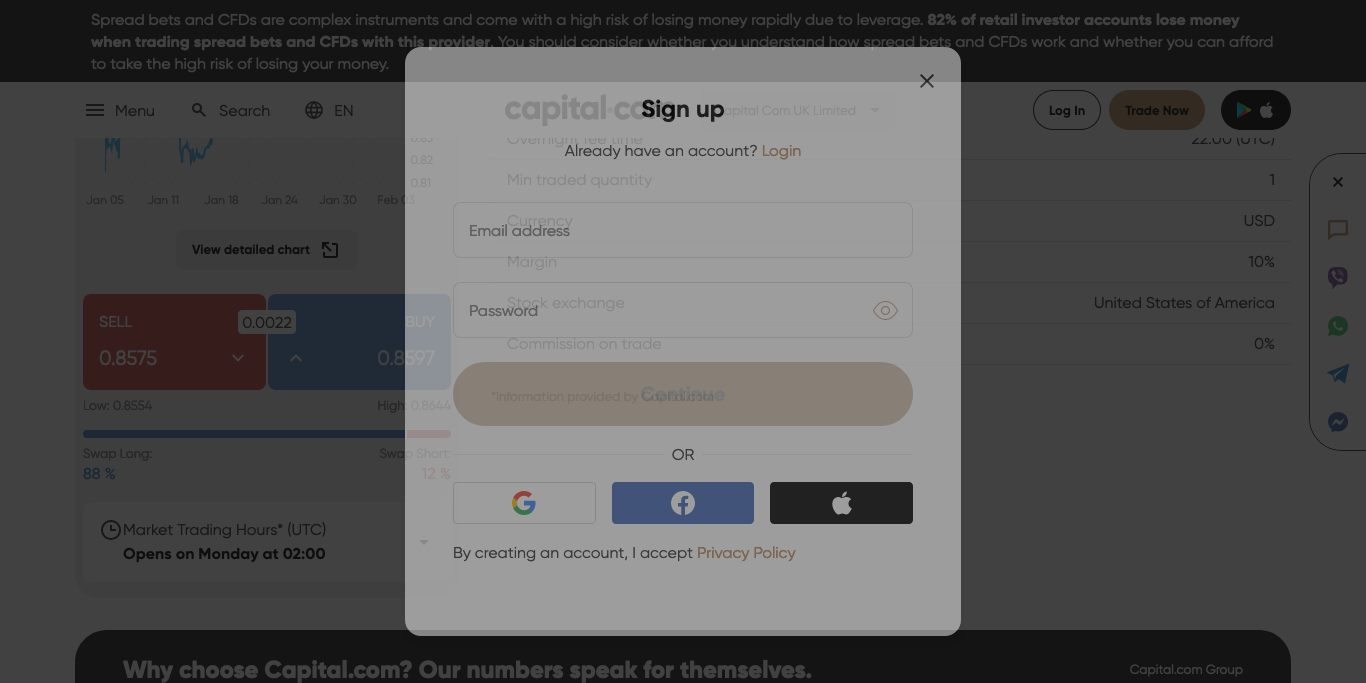 Spread bets and CFDs are complex instruments and come with a high risk of losing money rapidly due to leverage. 82% of retail investor accounts lose money
when trading spread bets and CFDs with this provider. You should consider whether you understand how spread bets and CFDs work and whether you can afford
to take the high risk of losing your money.
Menu
Search
EN
capital.co
apital Com UK Limited
Log In
Trade Now
Sign up
Already have an account? Login
Email address
Password
Continue
OR
By creating an account, I accept Privacy Policy
0.83
0.82
0.81
Jan 05 Jan 11 Jan 18 Jan 24 Jan 30 Feb 03
View detailed chart
SELL
0.8575
0.0022
BUY
0.8597
Low: 0.8554
High: 0.8644
Swap Long:
Swap Short:
88 %
12 %
Market Trading Hours* (UTC)
Opens on Monday at 02:00
Overnight fee time
22:00 (UTC)
Min traded quantity
1
Currency
USD
Margin
10%
Stock exchange
United States of America
Commission on trade
0%
*Information provided by Capital.com
Why choose Capital.com? Our numbers speak for themselves.
Capital.com Group